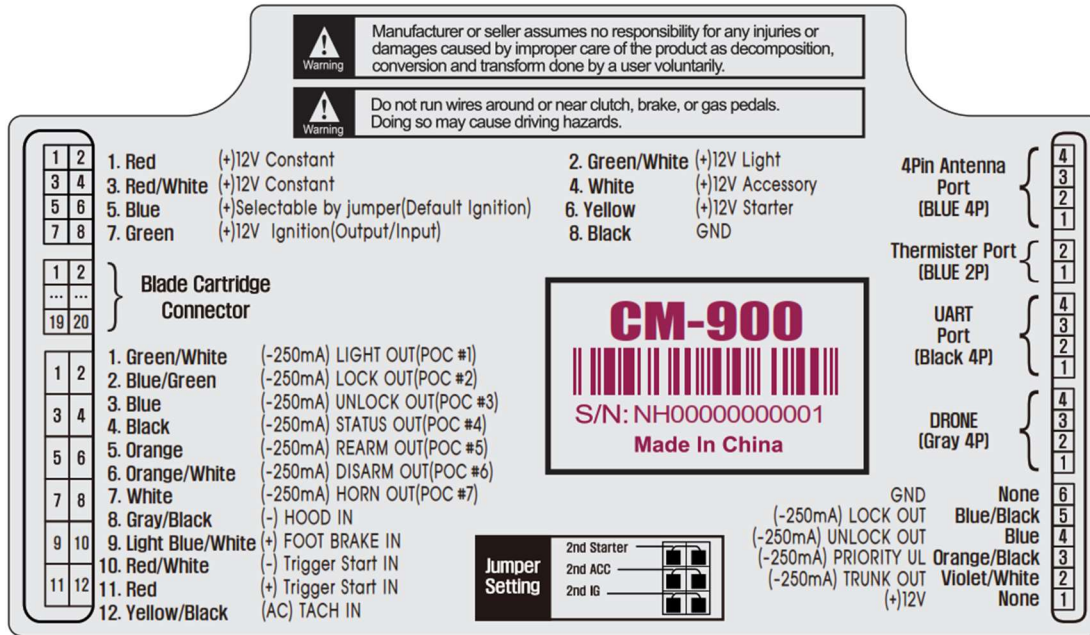 Warning
Manufacturer or seller assumes no responsibility for any injuries or
damages caused by improper care of the product as decomposition,
conversion and transform done by a user voluntarily.
Warning
Do not run wires around or near clutch, brake, or gas pedals.
Doing so may cause driving hazards.
1 2
3 4
5 6
7 8
1. Red (+)12V Constant
3. Red/White (+)12V Constant
5. Blue (+)Selectable by jumper(Default Ignition)
7. Green (+)12V Ignition(Output/Input)
2. Green/White (+)12V Light
4. White (+)12V Accessory
6. Yellow (+)12V Starter
8. Black GND
1 2
... ...
19 20
Blade Cartridge
Connector
1 2
3 4
5 6
7 8
9 10
11 12
1. Green/White (-250mA) LIGHT OUT(POC #1)
2. Blue/Green (-250mA) LOCK OUT(POC #2)
3. Blue (-250mA) UNLOCK OUT(POC #3)
4. Black (-250mA) STATUS OUT(POC #4)
5. Orange (-250mA) REARM OUT(POC #5)
6. Orange/White (-250mA) DISARM OUT(POC #6)
7. White (-250mA) HORN OUT(POC #7)
8. Gray/Black (-) HOOD IN
9. Light Blue/White (+) FOOT BRAKE IN
10. Red/White (-) Trigger Start IN
11. Red (+) Trigger Start IN
12. Yellow/Black (AC) TACH IN
CM-900
S/N: NH00000000001
Made In China
Jumper
Setting
2nd Starter
2nd ACC
2nd IG
4Pin Antenna
Port
(BLUE 4P)
4
3
2
1
Thermister Port
(BLUE 2P)
2
1
UART
Port
(Black 4P)
4
3
2
1
DRONE
(Gray 4P)
4
3
2
1
GND None 6
(-250mA) LOCK OUT Blue/Black 5
(-250mA) UNLOCK OUT Blue 4
(-250mA) PRIORITY UL Orange/Black 3
(-250mA) TRUNK OUT Violet/White 2
(+)12V None 1